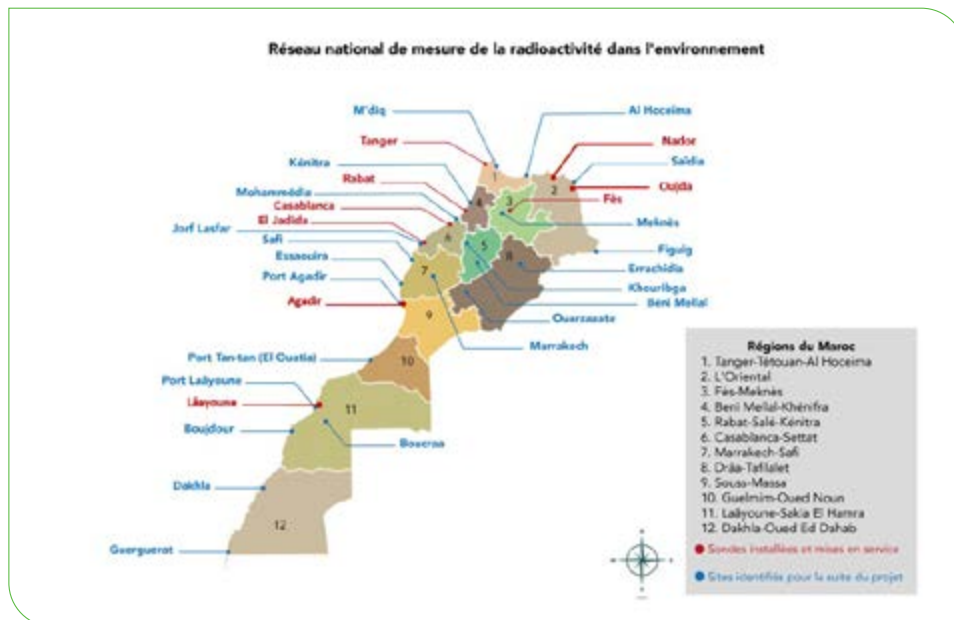 Réseau national de mesure de la radioactivité dans l'environnement
M'diq
Al Hoceima
Tanger
Nador
Kénitra
Saïdia
Rabat
Oujda
Mohammédia
Fès
Casablanca
Meknès
El Jadida
Jorf Lasfar
Safi
Figuig
Essaouira
Errachidia
Port Agadir
Khouribga
Agadir
Béni Mellal
Ouarzazate
Marrakech
Port Tan-tan (El Ouatia)
Port Laâyoune
Lâayoune
Boujdour
Boucraa
Dakhla
Guerguerat
1
2
3
4
5
6
7
8
9
10
11
12
Régions du Maroc
1. Tanger-Tétouan-Al Hoceima
2. L'Oriental
3. Fès-Meknès
4. Beni Mellal-Khénifra
5. Rabat-Salé-Kénitra
6. Casablanca-Settat
7. Marrakech-Safi
8. Drâa-Tafilalet
9. Souss-Massa
10. Guelmim-Oued Noun
11. Laâyoune-Sakia El Hamra
12. Dakhla-Oued Ed Dahab
Sondes installées et mises en service
Sites identifiés pour la suite du projet